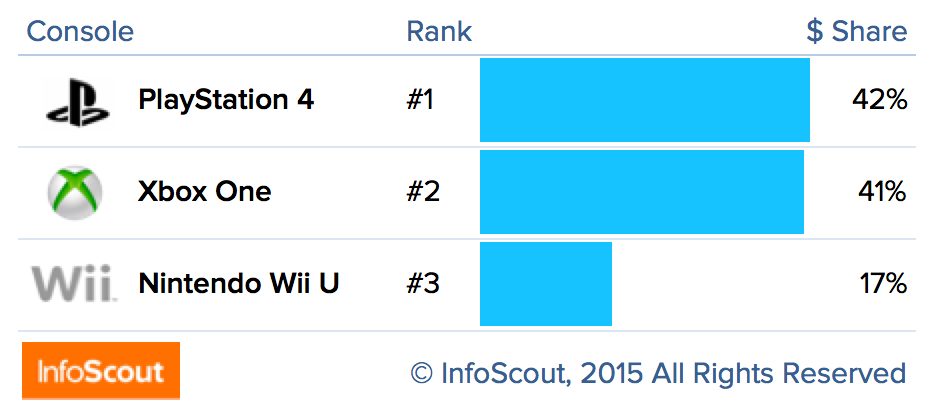 Console Rank $ Share
PlayStation 4 #1 42%
Xbox One #2 41%
Wii Nintendo Wii U #3 17%
InfoScout © InfoScout, 2015 All Rights Reserved